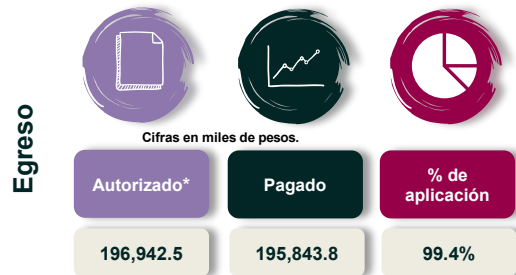 Egreso
Cifras en miles de pesos.
Autorizado*
Pagado
% de
aplicación
196,942.5
195,843.8
99.4%